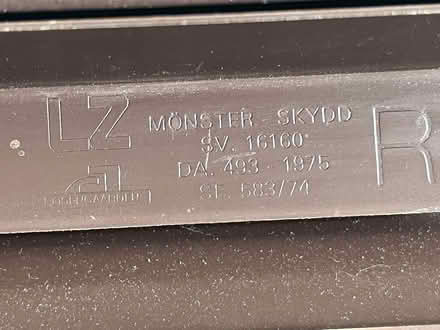 LZ
MÖNSTER - SKYDD
SV. 16160
DA. 493 - 1975
SF. 583/74
R